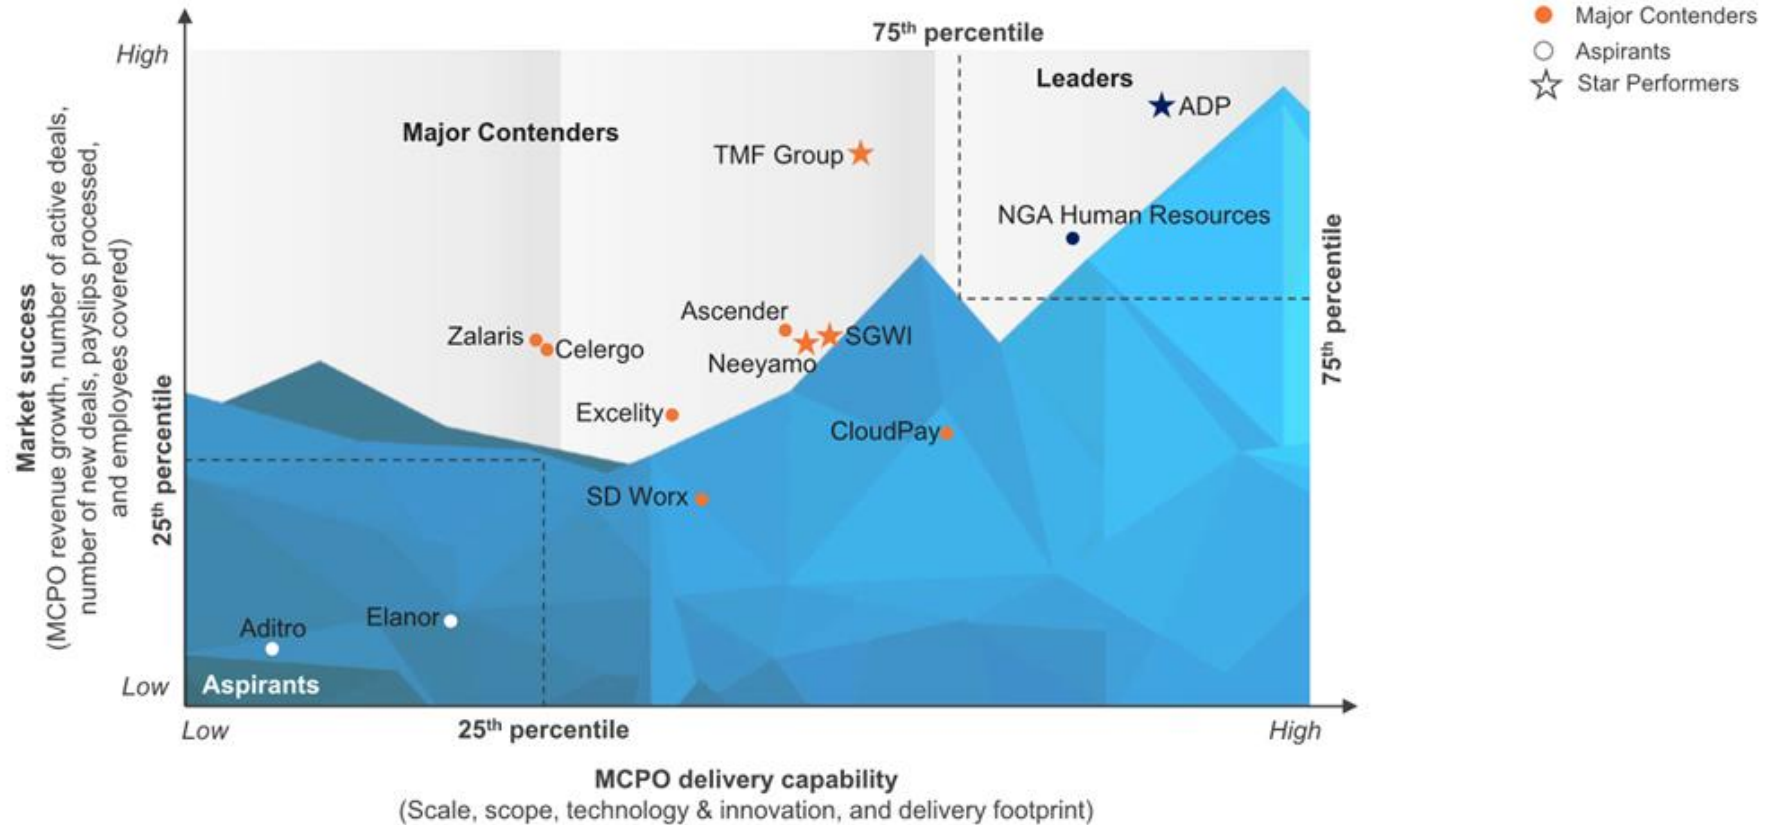 75th percentile
Major Contenders
Aspirants
Star Performers
High
Leaders
ADP
Major Contenders
TMF Group
NGA Human Resources
Market success
(MCPO revenue growth, number of active deals,
number of new deals, payslips processed,
and employees covered)
75th percentile
Ascender
Zalaris
Celergo
SGWI
Neeyamo
25th percentile
Excelity
CloudPay
SD Worx
Elanor
Aditro
Low
Aspirants
Low
25th percentile
High
MCPO delivery capability
(Scale, scope, technology & innovation, and delivery footprint)